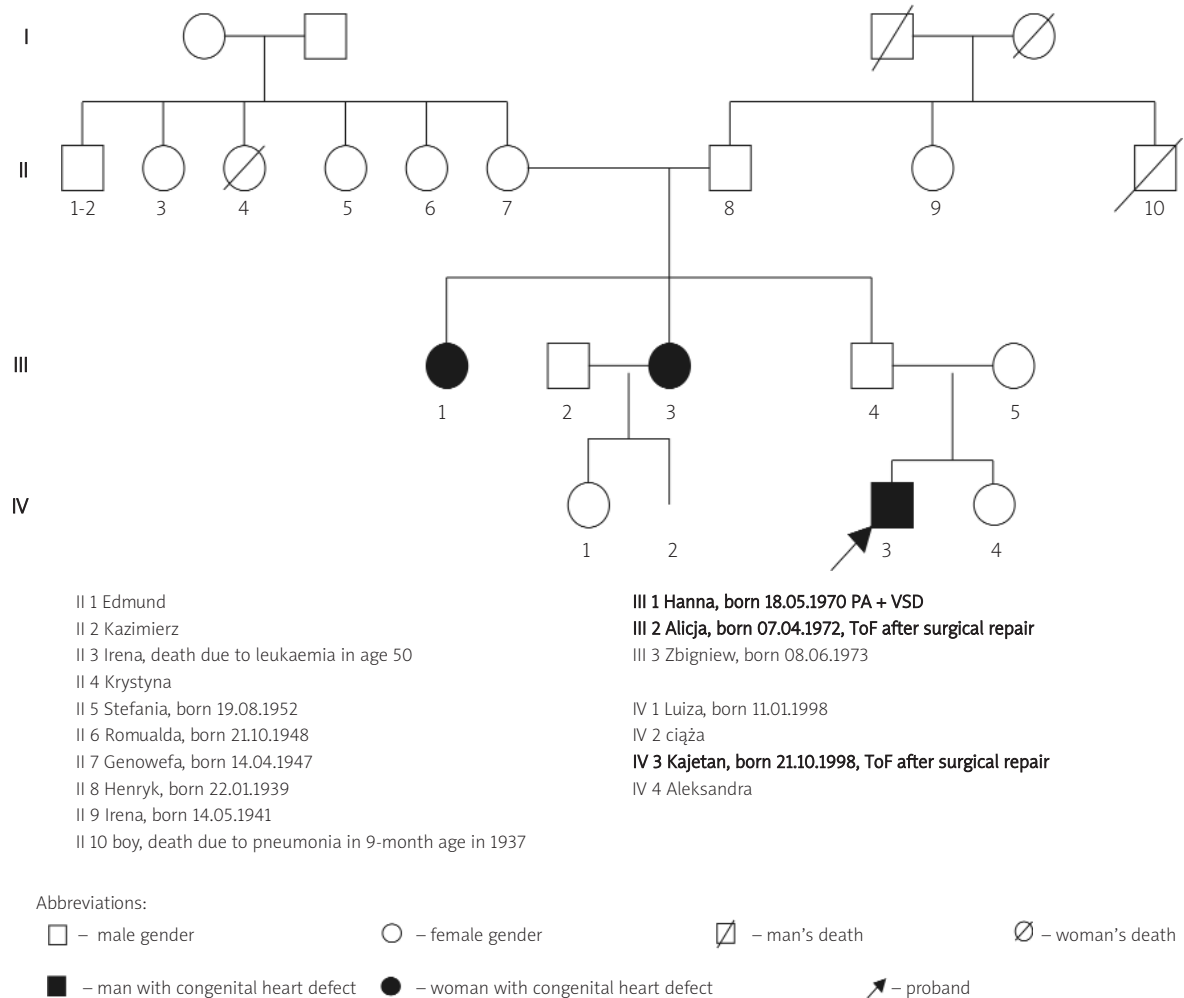 I
II
1-2 3 4 5 6 7 8 9 10
III
1 2 3 4 5
IV
1 2 3 4
II 1 Edmund
II 2 Kazimierz
II 3 Irena, death due to leukaemia in age 50
II 4 Krystyna
II 5 Stefania, born 19.08.1952
II 6 Romualda, born 21.10.1948
II 7 Genowefa, born 14.04.1947
II 8 Henryk, born 22.01.1939
II 9 Irena, born 14.05.1941
II 10 boy, death due to pneumonia in 9-month age in 1937
III 1 Hanna, born 18.05.1970 PA + VSD
III 2 Alicja, born 07.04.1972, ToF after surgical repair
III 3 Zbigniew, born 08.06.1973
IV 1 Luiza, born 11.01.1998
IV 2 ciąża
IV 3 Kajetan, born 21.10.1998, ToF after surgical repair
IV 4 Aleksandra
Abbreviations:
– male gender – female gender – man's death – woman's death
– man with congenital heart defect – woman with congenital heart defect – proband